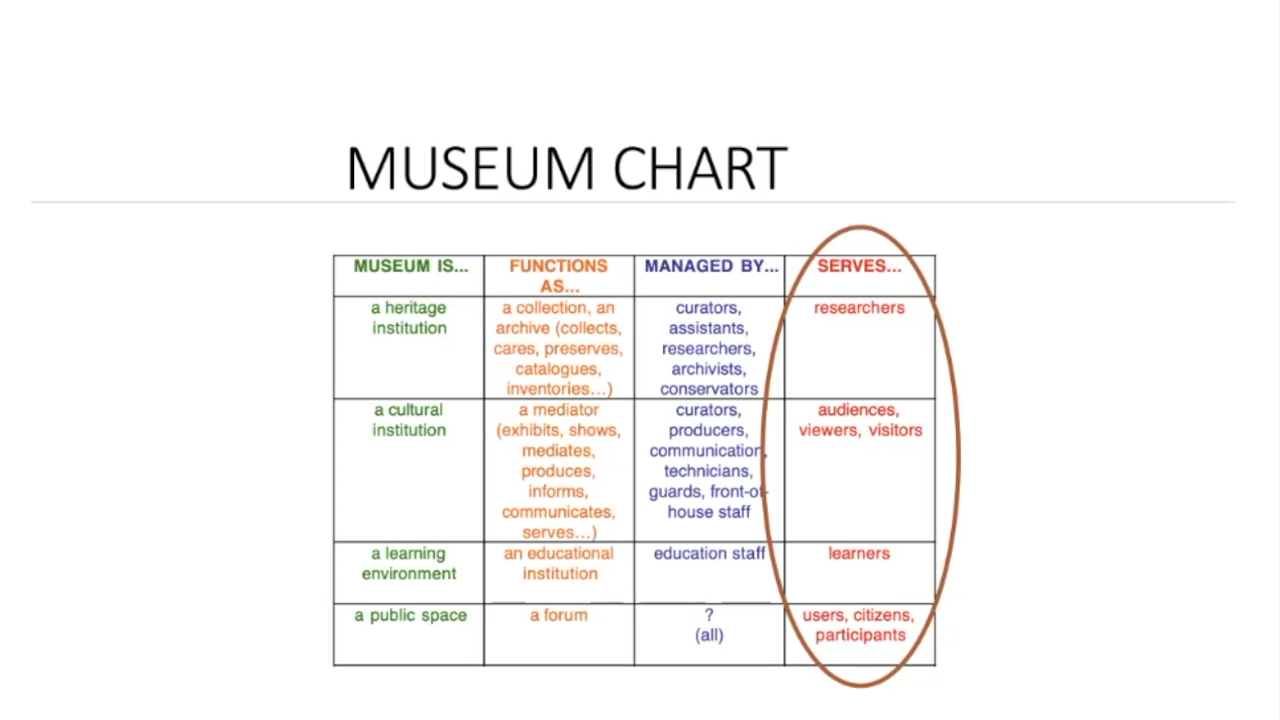 MUSEUM CHART
MUSEUM IS...
FUNCTIONS
AS...
MANAGED BY...
SERVES...
a heritage
institution
a collection, an
archive (collects,
cares, preserves,
catalogues,
inventories...)
curators,
assistants,
researchers,
archivists,
conservators
researchers
a cultural
institution
a mediator
(exhibits, shows,
mediates,
produces,
informs,
communicates,
serves...)
curators,
producers,
communication,
technicians,
guards, front-of-
house staff
audiences,
viewers, visitors
a learning
environment
an educational
institution
education staff
learners
a public space
a forum
?
(all)
users, citizens,
participants